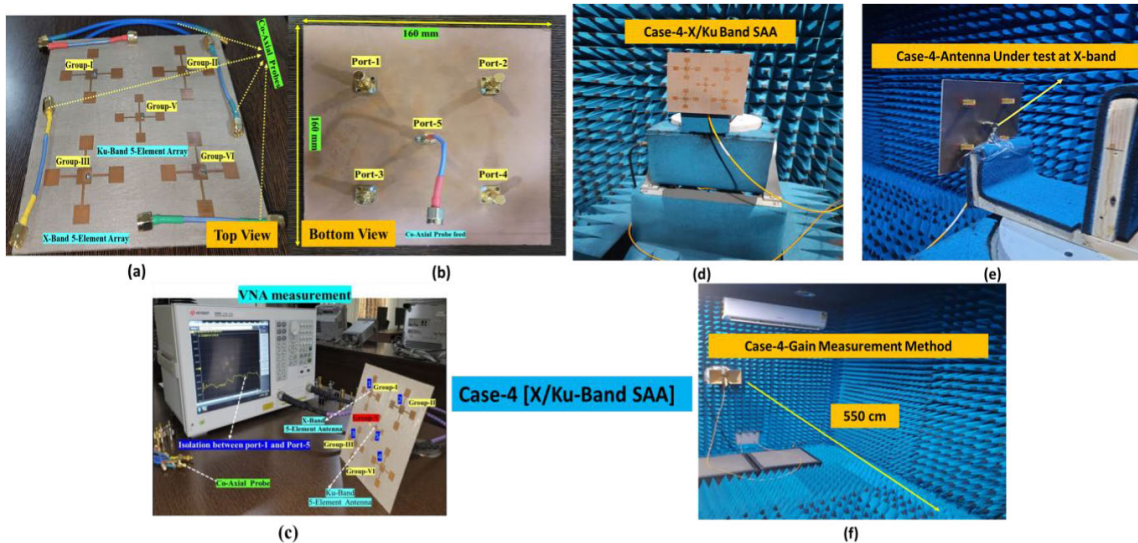 Group-I
Group-II
Co-Axial Probe
Group-V
Ku-Band 5-Element Array
Group-III
Group-VI
X-Band 5-Element Array
Top View
(a)
160 mm
160 mm
Port-1
Port-2
Port-5
Port-3
Port-4
Bottom View
Co-Axial Probe feed
(b)
Case-4-X/Ku Band SAA
(d)
Case-4-Antenna Under test at X-band
(e)
VNA measurement
Group-I
Group-II
X-Band
5-Element Antenna
Isolation between port-1 and Port-5
Group-III
Group-VI
Co-Axial Probe
Ku-Band
5-Element Antenna
(c)
Case-4 [X/Ku-Band SAA]
Case-4-Gain Measurement Method
550 cm
(f)